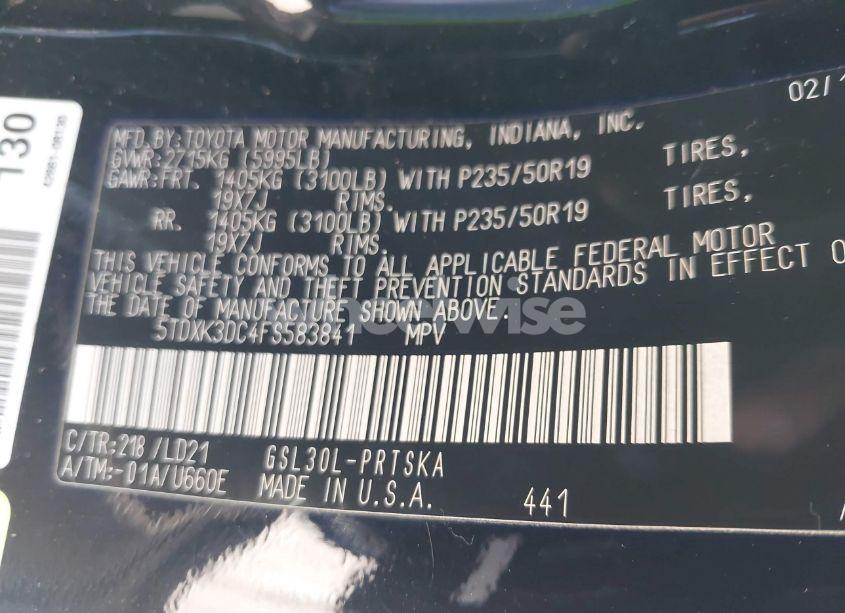 02/1
MFD. BY: TOYOTA MOTOR MANUFACTURING, INDIANA, INC.
GVWR: 2715KG (5995LB)
GAWR: FRT. 1405KG (3100LB) WITH P235/50R19 TIRES,
19X7J RIMS.
RR. 1405KG (3100LB) WITH P235/50R19 TIRES,
19X7J RIMS.
THIS VEHICLE CONFORMS TO ALL APPLICABLE FEDERAL MOTOR
VEHICLE SAFETY AND THEFT PREVENTION STANDARDS IN EFFECT O
THE DATE OF MANUFACTURE SHOWN ABOVE.
5TDXK3DC4FS583841 MPV
C/TR: 218 /LD21 GSL30L-PRTSKA
A/TM: -01A/U660E MADE IN U.S.A. 441
130